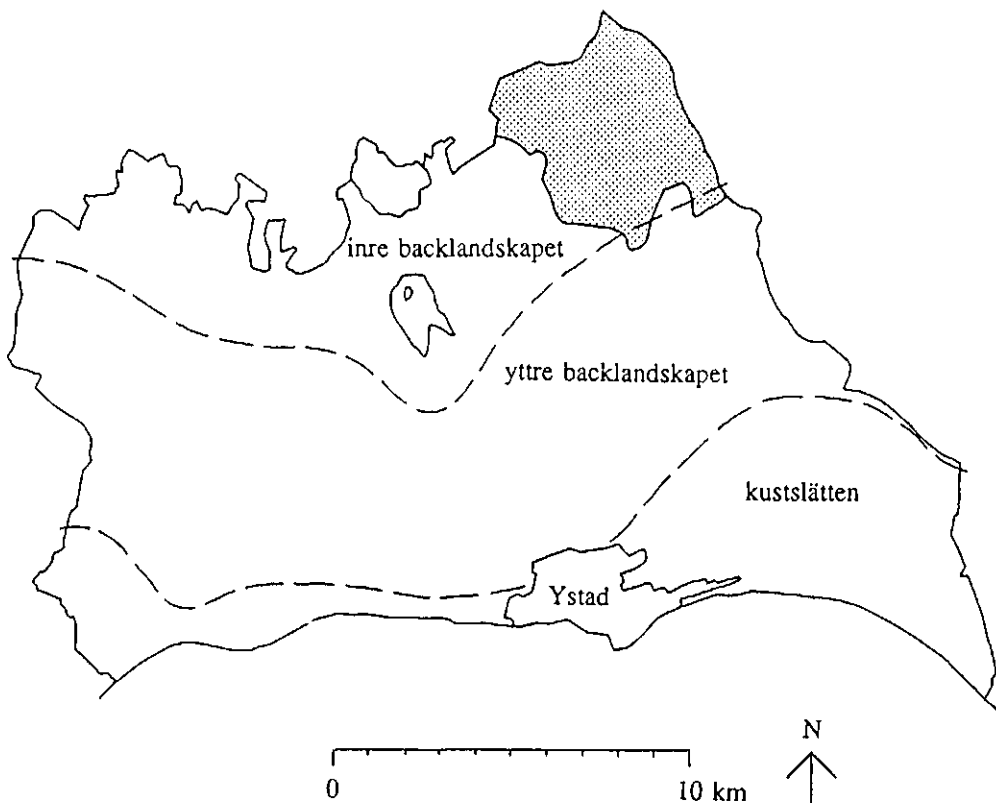 inre backlandskapet
yttre backlandskapet
kustslätten
Ystad
N
0 10 km